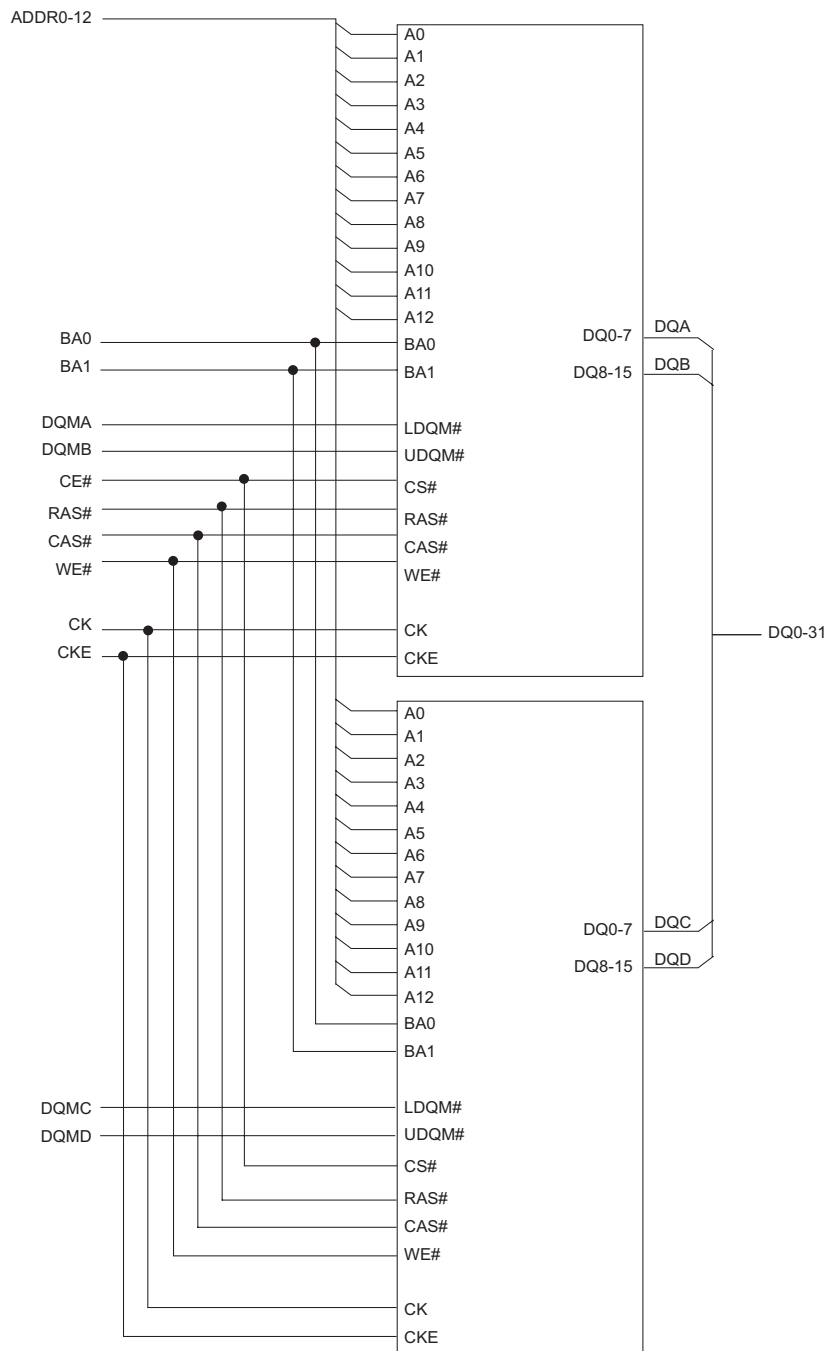 ADDR0-12
A0
A1
A2
A3
A4
A5
A6
A7
A8
A9
A10
A11
A12
BA0
BA0
BA1
BA1
DQ0-7
DQA
DQ8-15
DQB
DQMA
LDQM#
DQMB
UDQM#
CE#
CS#
RAS#
RAS#
CAS#
CAS#
WE#
WE#
CK
CK
DQ0-31
CKE
CKE
A0
A1
A2
A3
A4
A5
A6
A7
A8
A9
A10
A11
A12
DQ0-7
DQC
DQ8-15
DQD
BA0
BA1
DQMC
LDQM#
DQMD
UDQM#
CS#
RAS#
CAS#
WE#
CK
CKE